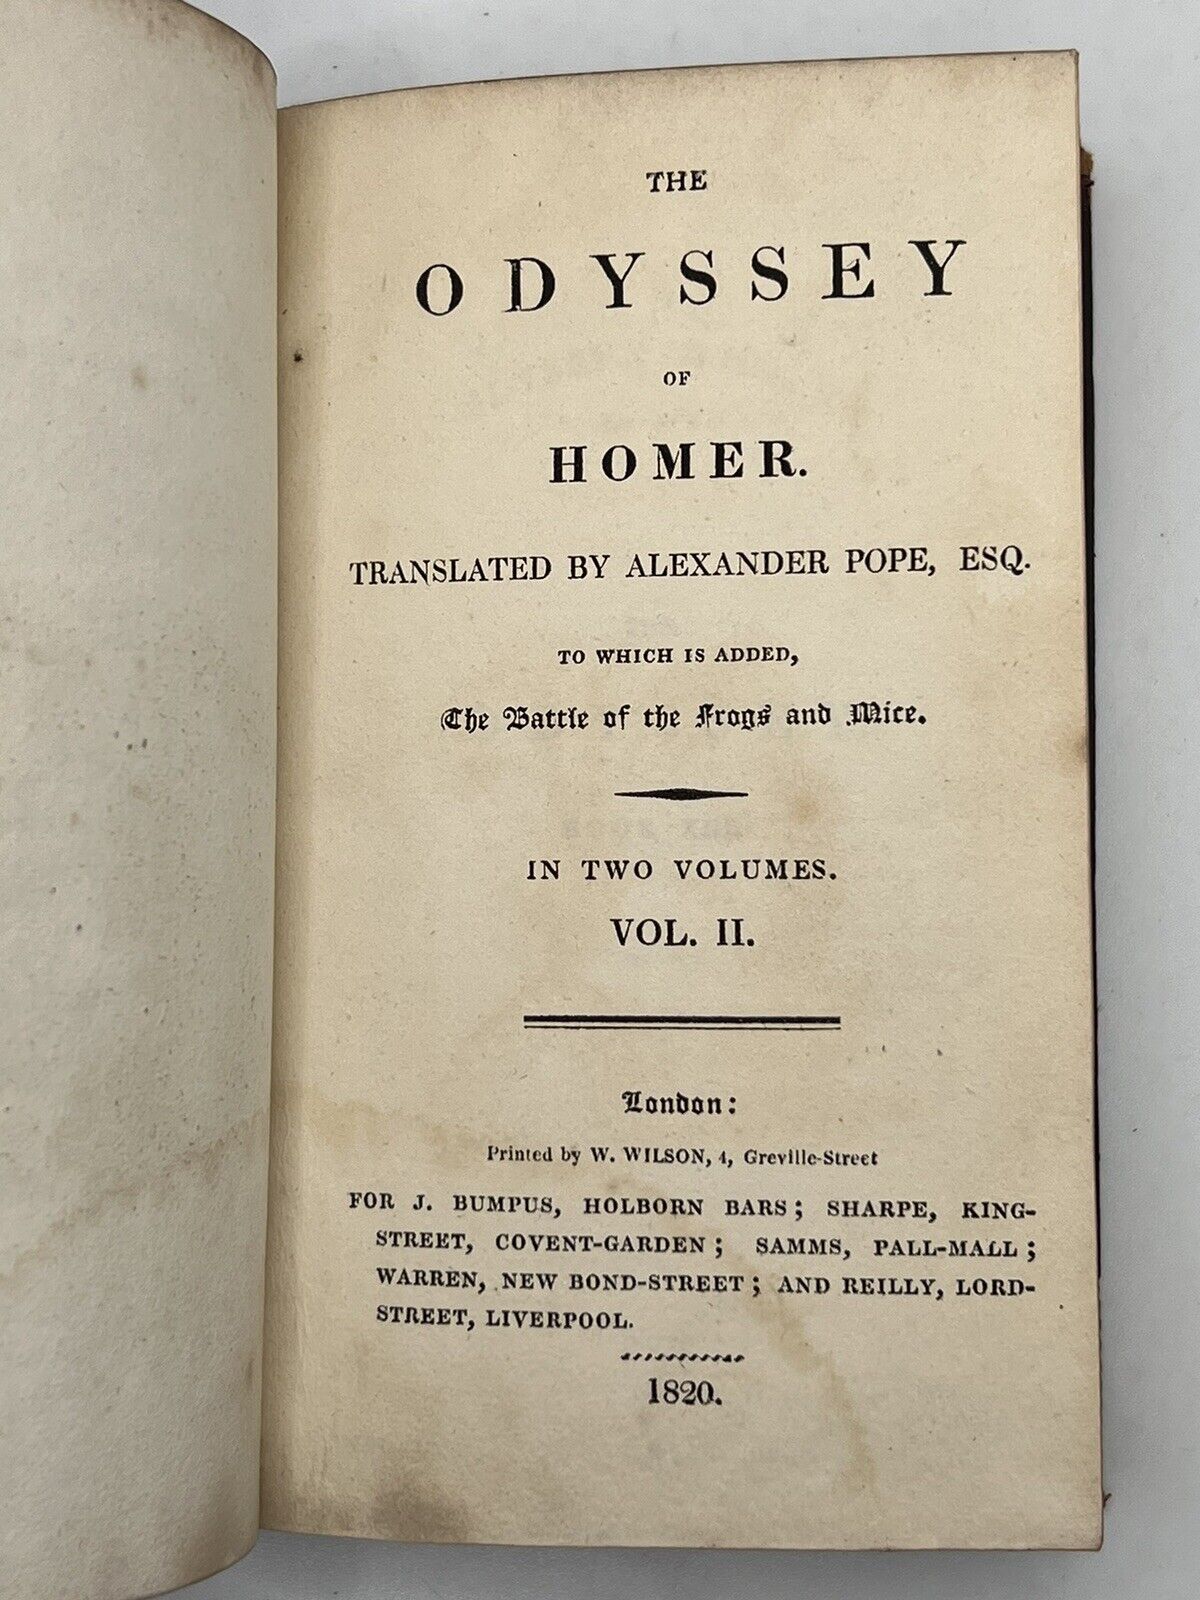 THE
ODYSSEY
OF
HOMER.
TRANSLATED BY ALEXANDER POPE, ESQ.
TO WHICH IS ADDED,
The Battle of the Frogs and Mice.
IN TWO VOLUMES.
VOL. II.
London:
Printed by W. WILSON, 4, Greville-Street
FOR J. BUMPUS, HOLBORN BARS; SHARPE, KING-
STREET, COVENT-GARDEN; SAMMS, PALL-MALL;
WARREN, NEW BOND-STREET; AND REILLY, LORD-
STREET, LIVERPOOL.
1820.